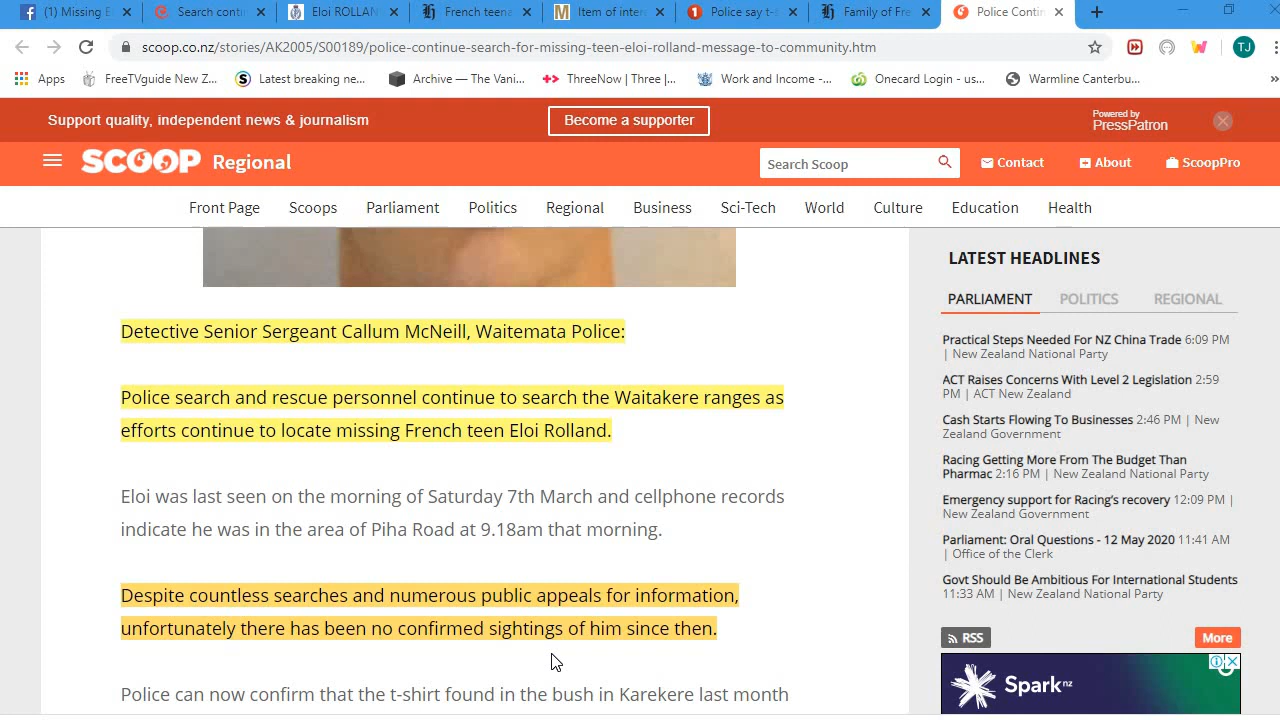 (1) Missing E
Search conti
Eloi ROLLAN
French teena
Item of inter
Police say t-s
Family of Fre
Police Contin
scoop.co.nz/stories/AK2005/S00189/police-continue-search-for-missing-teen-eloi-rolland-message-to-community.htm
TJ
Apps
FreeTVguide New Z...
Latest breaking ne...
Archive — The Vani...
ThreeNow | Three |...
Work and Income -...
Onecard Login - us...
Warmline Canterbu...
Support quality, independent news & journalism
Become a supporter
Powered by
PressPatron
SCOOP Regional
Search Scoop
Contact
About
ScoopPro
Front Page
Scoops
Parliament
Politics
Regional
Business
Sci-Tech
World
Culture
Education
Health
Detective Senior Sergeant Callum McNeill, Waitemata Police:
Police search and rescue personnel continue to search the Waitakere ranges as
efforts continue to locate missing French teen Eloi Rolland.
Eloi was last seen on the morning of Saturday 7th March and cellphone records
indicate he was in the area of Piha Road at 9.18am that morning.
Despite countless searches and numerous public appeals for information,
unfortunately there has been no confirmed sightings of him since then.
Police can now confirm that the t-shirt found in the bush in Karekere last month
LATEST HEADLINES
PARLIAMENT
POLITICS
REGIONAL
Practical Steps Needed For NZ China Trade 6:09 PM
| New Zealand National Party
ACT Raises Concerns With Level 2 Legislation 2:59
PM | ACT New Zealand
Cash Starts Flowing To Businesses 2:46 PM | New
Zealand Government
Racing Getting More From The Budget Than
Pharmac 2:16 PM | New Zealand National Party
Emergency support for Racing's recovery 12:09 PM |
New Zealand Government
Parliament: Oral Questions - 12 May 2020 11:41 AM
| Office of the Clerk
Govt Should Be Ambitious For International Students
11:33 AM | New Zealand National Party
RSS
More
Spark nz